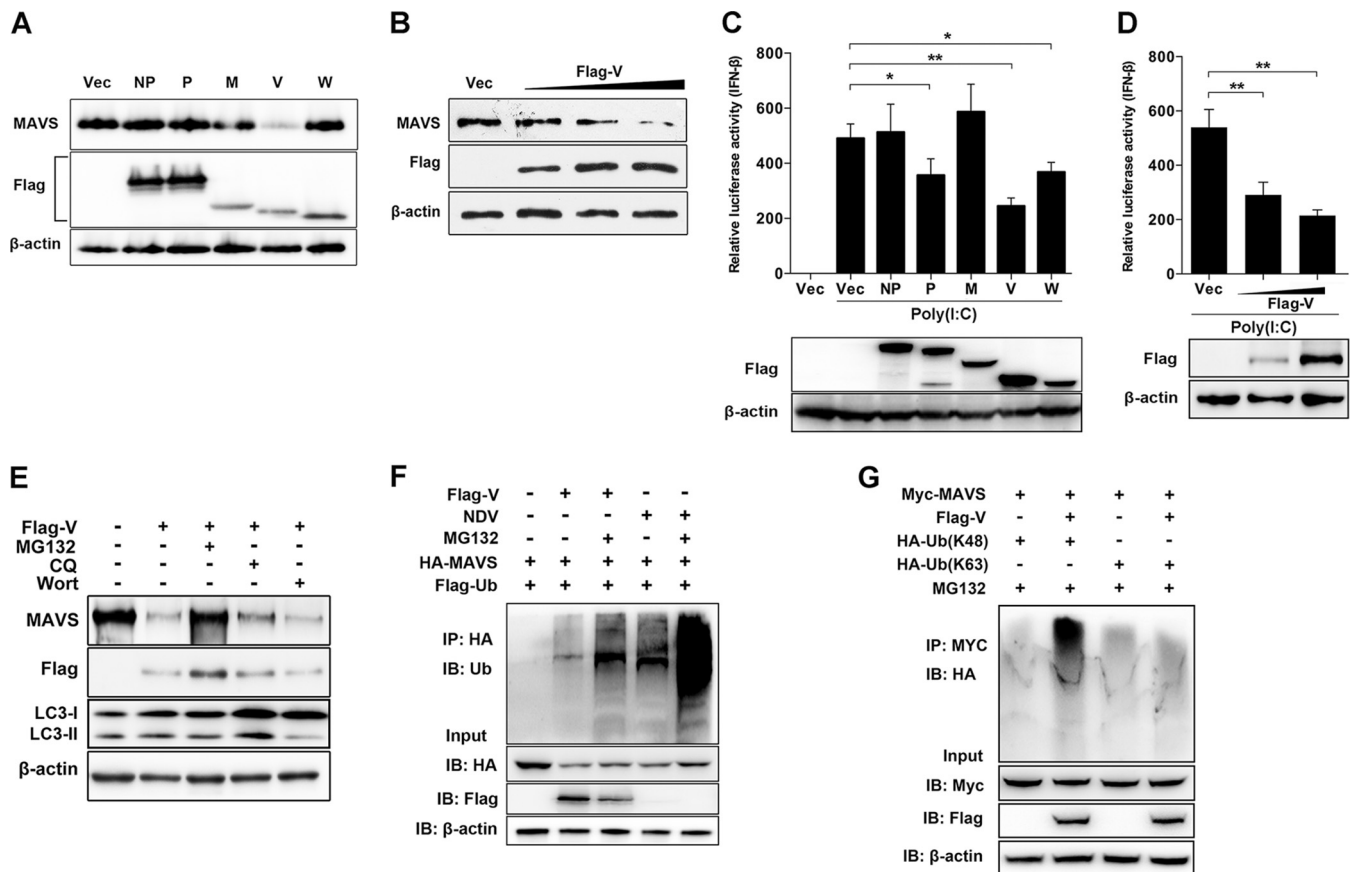 A
Vec NP P M V W
MAVS
Flag
β-actin
B
Vec Flag-V
MAVS
Flag
β-actin
C
Relative luciferase activity (IFN-β)
800
600
400
200
0
*
**
*
Vec Vec NP P M V W
Poly(I:C)
Flag
β-actin
D
Relative luciferase activity (IFN-β)
800
600
400
200
0
**
**
Vec Flag-V
Poly(I:C)
Flag
β-actin
E
Flag-V - + + + +
MG132 - - + - -
CQ - - - + -
Wort - - - - +
MAVS
Flag
LC3-I
LC3-II
β-actin
F
Flag-V - + + - -
NDV - - - + +
MG132 - - + - +
HA-MAVS + + + + +
Flag-Ub + + + + +
IP: HA
IB: Ub
Input
IB: HA
IB: Flag
IB: β-actin
G
Myc-MAVS + + + +
Flag-V - + - +
HA-Ub(K48) + + - -
HA-Ub(K63) - - + +
MG132 + + + +
IP: MYC
IB: HA
Input
IB: Myc
IB: Flag
IB: β-actin